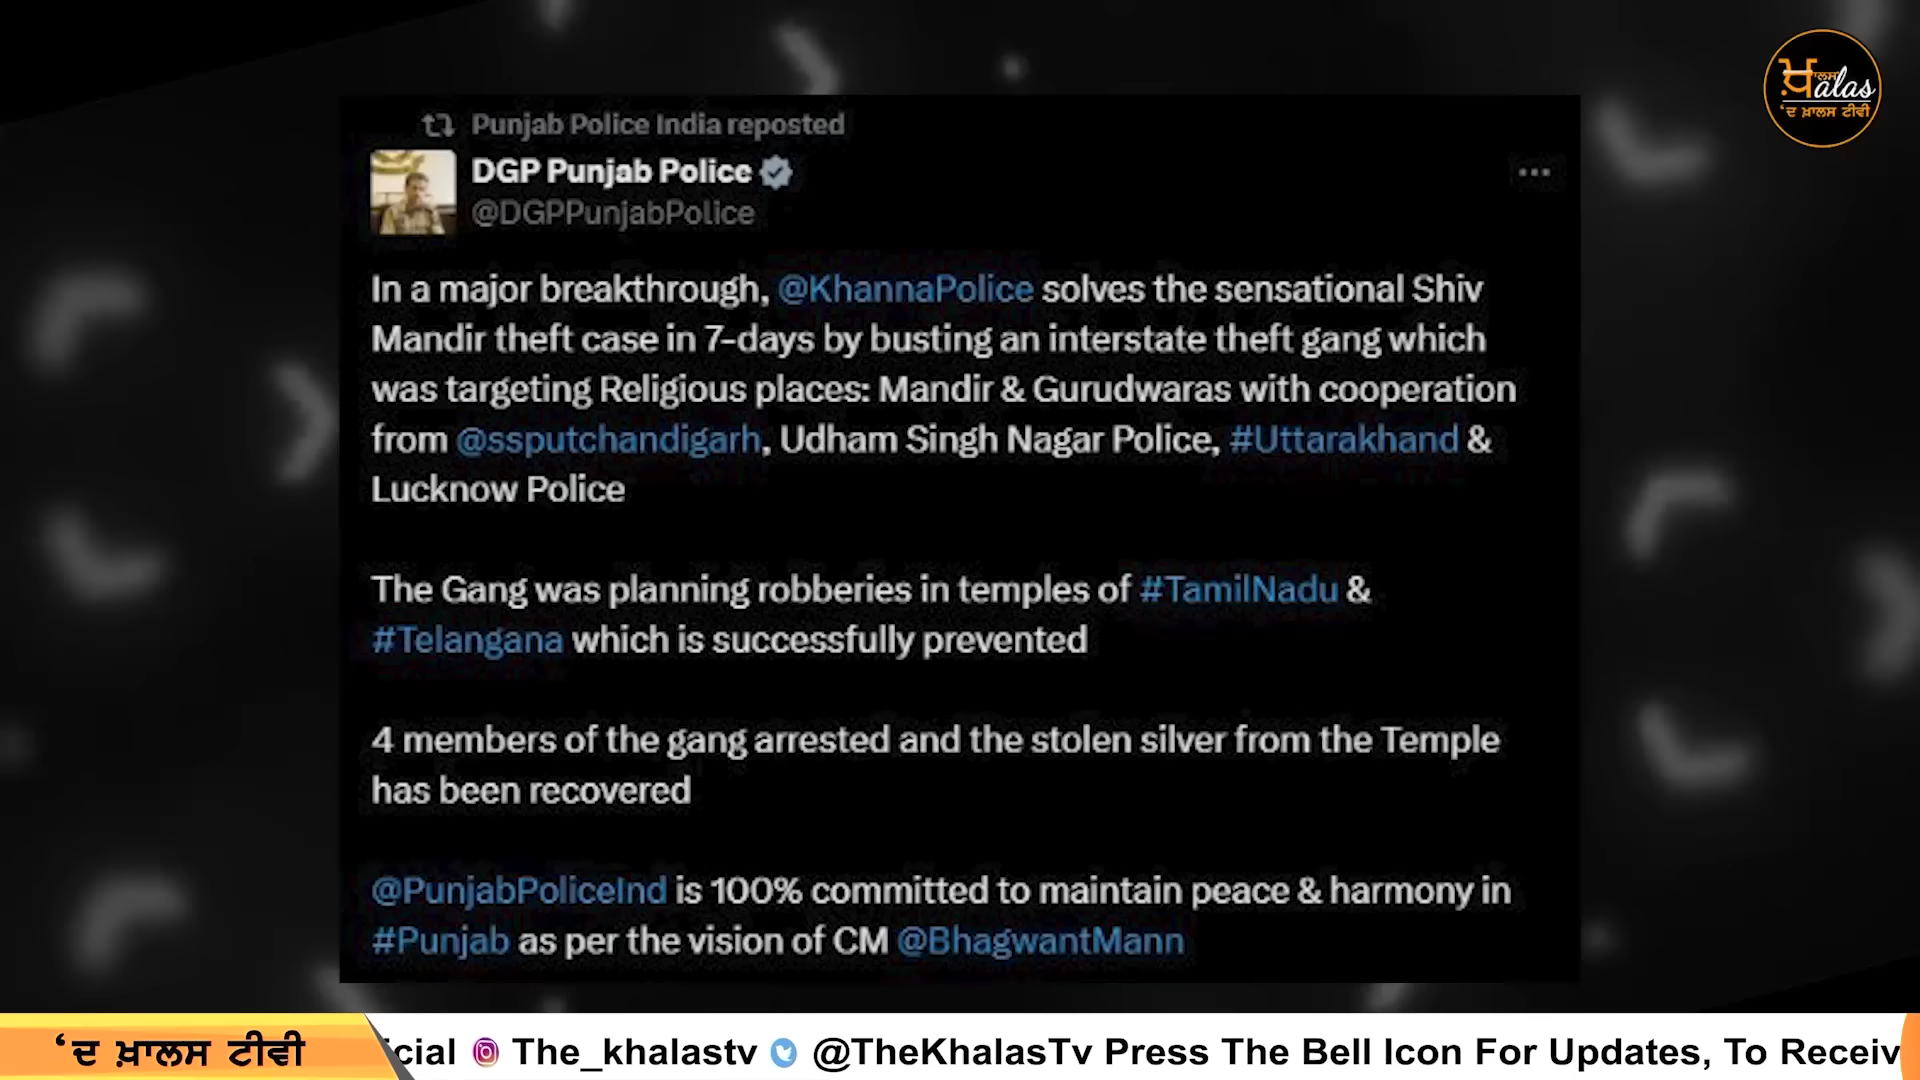 ਖ਼ਾਲਸ
alas
‘ਦ ਖ਼ਾਲਸ ਟੀਵੀ
Punjab Police India reposted
DGP Punjab Police
@DGPPunjabPolice
In a major breakthrough, @KhannaPolice solves the sensational Shiv
Mandir theft case in 7-days by busting an interstate theft gang which
was targeting Religious places: Mandir & Gurudwaras with cooperation
from @ssputchandigarh, Udham Singh Nagar Police, #Uttarakhand &
Lucknow Police
The Gang was planning robberies in temples of #TamilNadu &
#Telangana which is successfully prevented
4 members of the gang arrested and the stolen silver from the Temple
has been recovered
@PunjabPoliceInd is 100% committed to maintain peace & harmony in
#Punjab as per the vision of CM @BhagwantMann
‘ਦ ਖ਼ਾਲਸ ਟੀਵੀ
cial The_khalastv @TheKhalasTv Press The Bell Icon For Updates, To Receiv